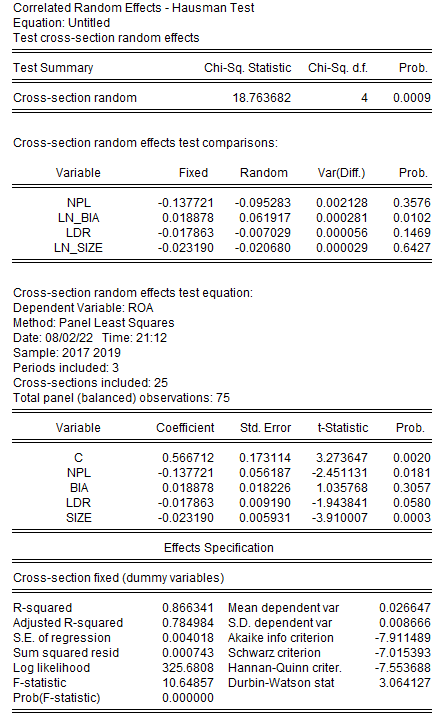 Correlated Random Effects - Hausman Test
Equation: Untitled
Test cross-section random effects
Test Summary Chi-Sq. Statistic Chi-Sq. d.f. Prob.
Cross-section random 18.763682 4 0.0009
Cross-section random effects test comparisons:
Variable Fixed Random Var(Diff.) Prob.
NPL -0.137721 -0.095283 0.002128 0.3576
LN_BIA 0.018878 0.061917 0.000281 0.0102
LDR -0.017863 -0.007029 0.000056 0.1469
LN_SIZE -0.023190 -0.020680 0.000029 0.6427
Cross-section random effects test equation:
Dependent Variable: ROA
Method: Panel Least Squares
Date: 08/02/22 Time: 21:12
Sample: 2017 2019
Periods included: 3
Cross-sections included: 25
Total panel (balanced) observations: 75
Variable Coefficient Std. Error t-Statistic Prob.
C 0.566712 0.173114 3.273647 0.0020
NPL -0.137721 0.056187 -2.451131 0.0181
BIA 0.018878 0.018226 1.035768 0.3057
LDR -0.017863 0.009190 -1.943841 0.0580
SIZE -0.023190 0.005931 -3.910007 0.0003
Effects Specification
Cross-section fixed (dummy variables)
R-squared 0.866341 Mean dependent var 0.026647
Adjusted R-squared 0.784984 S.D. dependent var 0.008666
S.E. of regression 0.004018 Akaike info criterion -7.911489
Sum squared resid 0.000743 Schwarz criterion -7.015393
Log likelihood 325.6808 Hannan-Quinn criter. -7.553688
F-statistic 10.64857 Durbin-Watson stat 3.064127
Prob(F-statistic) 0.000000